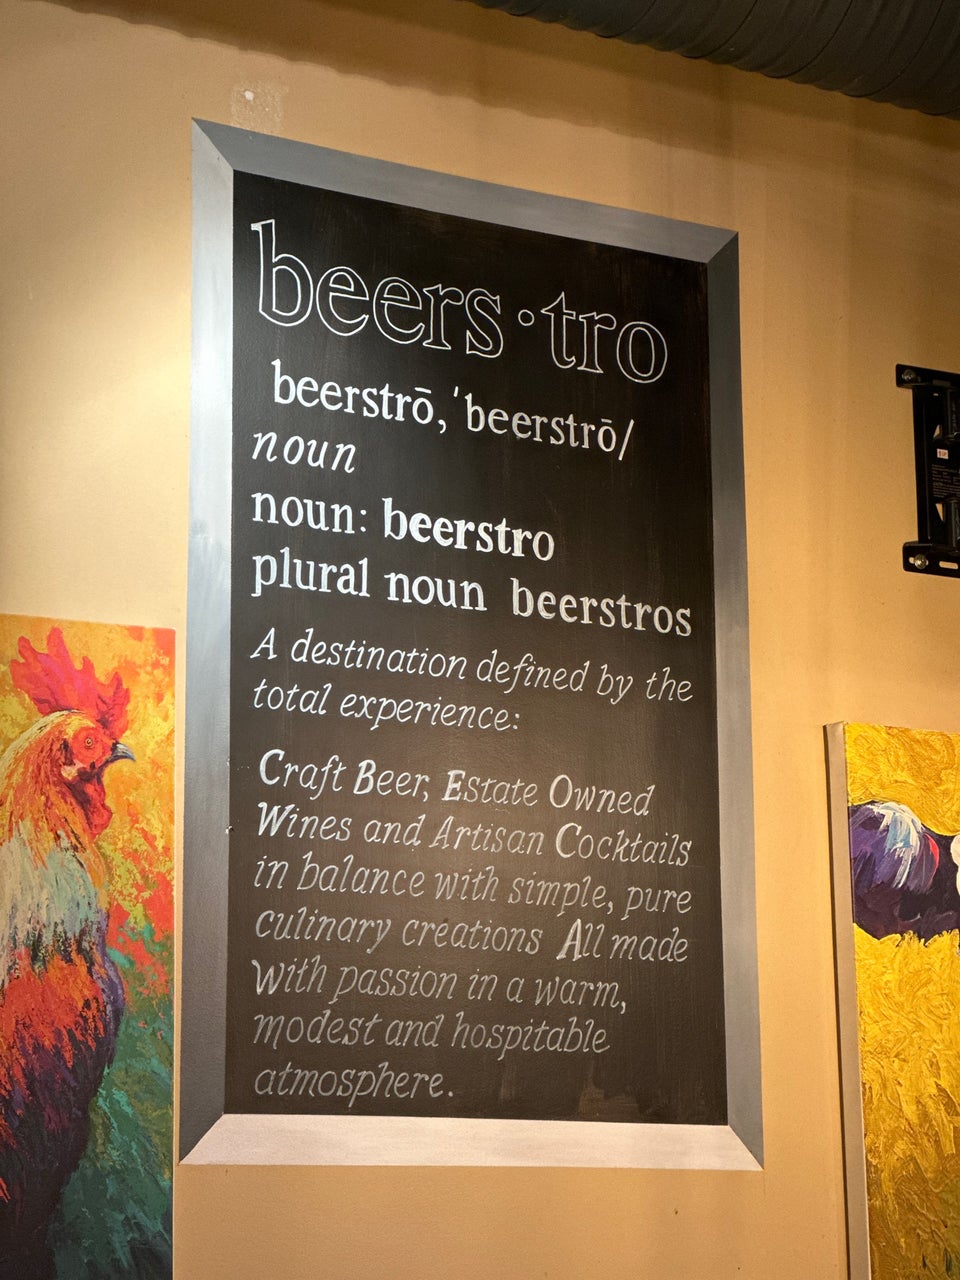 beers·tro
beerstrō, ˈbeerstrō/
noun
noun: beerstro
plural noun beerstros
A destination defined by the
total experience:
Craft Beer, Estate Owned
Wines and Artisan Cocktails
in balance with simple, pure
culinary creations All made
with passion in a warm,
modest and hospitable
atmosphere.